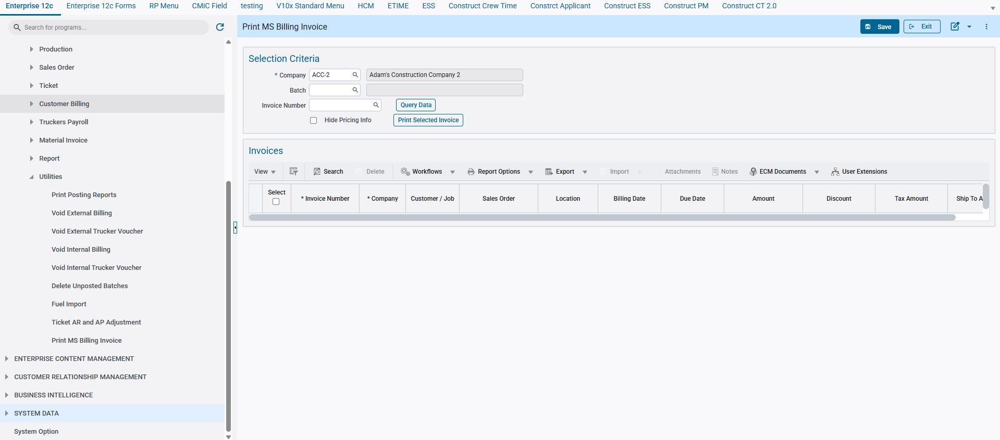 Enterprise 12c Enterprise 12c Forms RP Menu CMiC Field testing V10x Standard Menu HCM ETIME ESS Construct Crew Time Constrct Applicant Construct ESS Construct PM Construct CT 2.0
Search for programs...
Production
Sales Order
Ticket
Customer Billing
Truckers Payroll
Material Invoice
Report
Utilities
Print Posting Reports
Void External Billing
Void External Trucker Voucher
Void Internal Billing
Void Internal Trucker Voucher
Delete Unposted Batches
Fuel Import
Ticket AR and AP Adjustment
Print MS Billing Invoice
ENTERPRISE CONTENT MANAGEMENT
CUSTOMER RELATIONSHIP MANAGEMENT
BUSINESS INTELLIGENCE
SYSTEM DATA
System Option
Print MS Billing Invoice Save Exit
Selection Criteria
* Company ACC-2 Adam's Construction Company 2
Batch
Invoice Number Query Data
Hide Pricing Info Print Selected Invoice
Invoices
View Search Delete Workflows Report Options Export Import Attachments Notes ECM Documents User Extensions
Select * Invoice Number * Company Customer / Job Sales Order Location Billing Date Due Date Amount Discount Tax Amount Ship To A